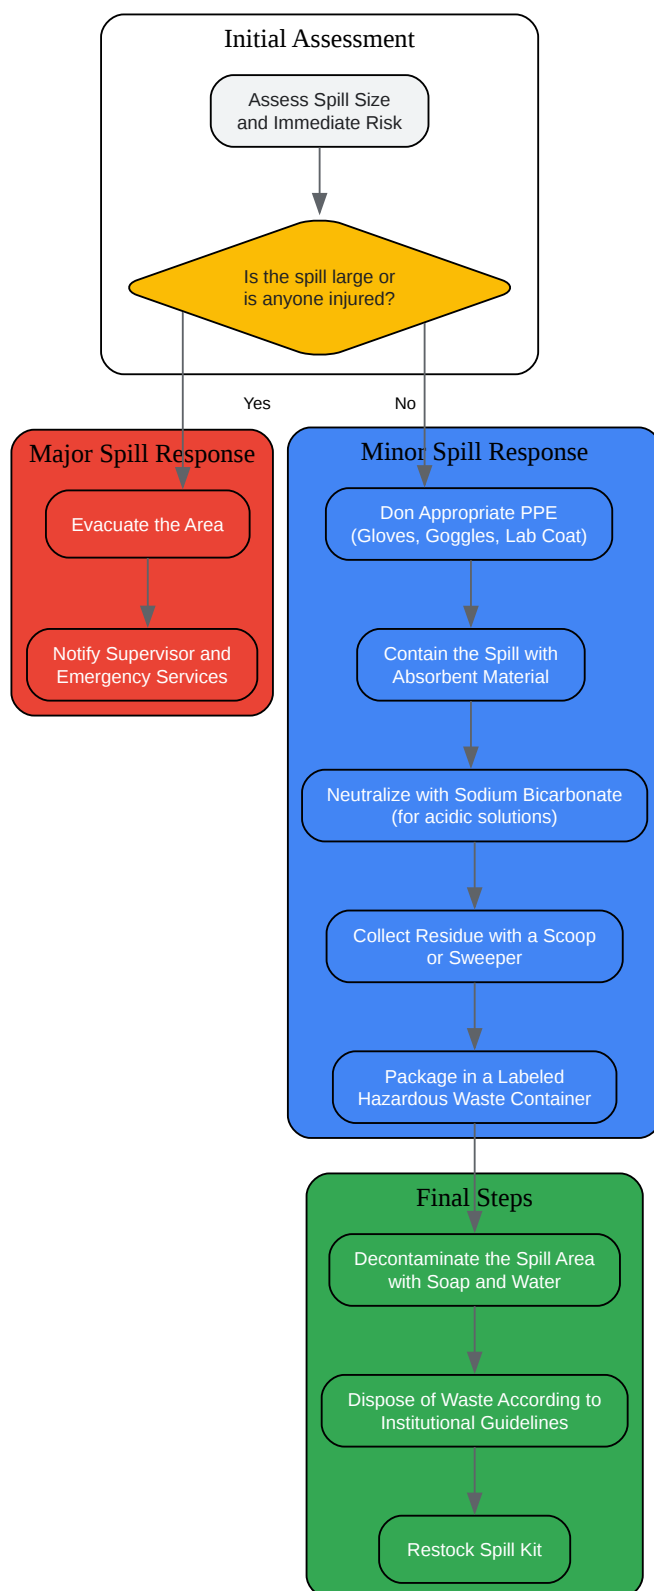 Initial Assessment
Assess Spill Size
and Immediate Risk
Is the spill large or
is anyone injured?
Yes
No
Major Spill Response
Evacuate the Area
Notify Supervisor and
Emergency Services
Minor Spill Response
Don Appropriate PPE
(Gloves, Goggles, Lab Coat)
Contain the Spill with
Absorbent Material
Neutralize with Sodium Bicarbonate
(for acidic solutions)
Collect Residue with a Scoop
or Sweeper
Package in a Labeled
Hazardous Waste Container
Final Steps
Decontaminate the Spill Area
with Soap and Water
Dispose of Waste According to
Institutional Guidelines
Restock Spill Kit